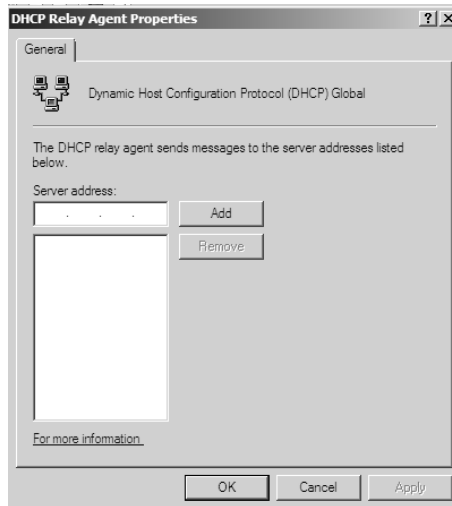 DHCP Relay Agent Properties
? X
General
Dynamic Host Configuration Protocol (DHCP) Global
The DHCP relay agent sends messages to the server addresses listed
below.
Server address:
. . .
Add
Remove
For more information
OK Cancel Apply